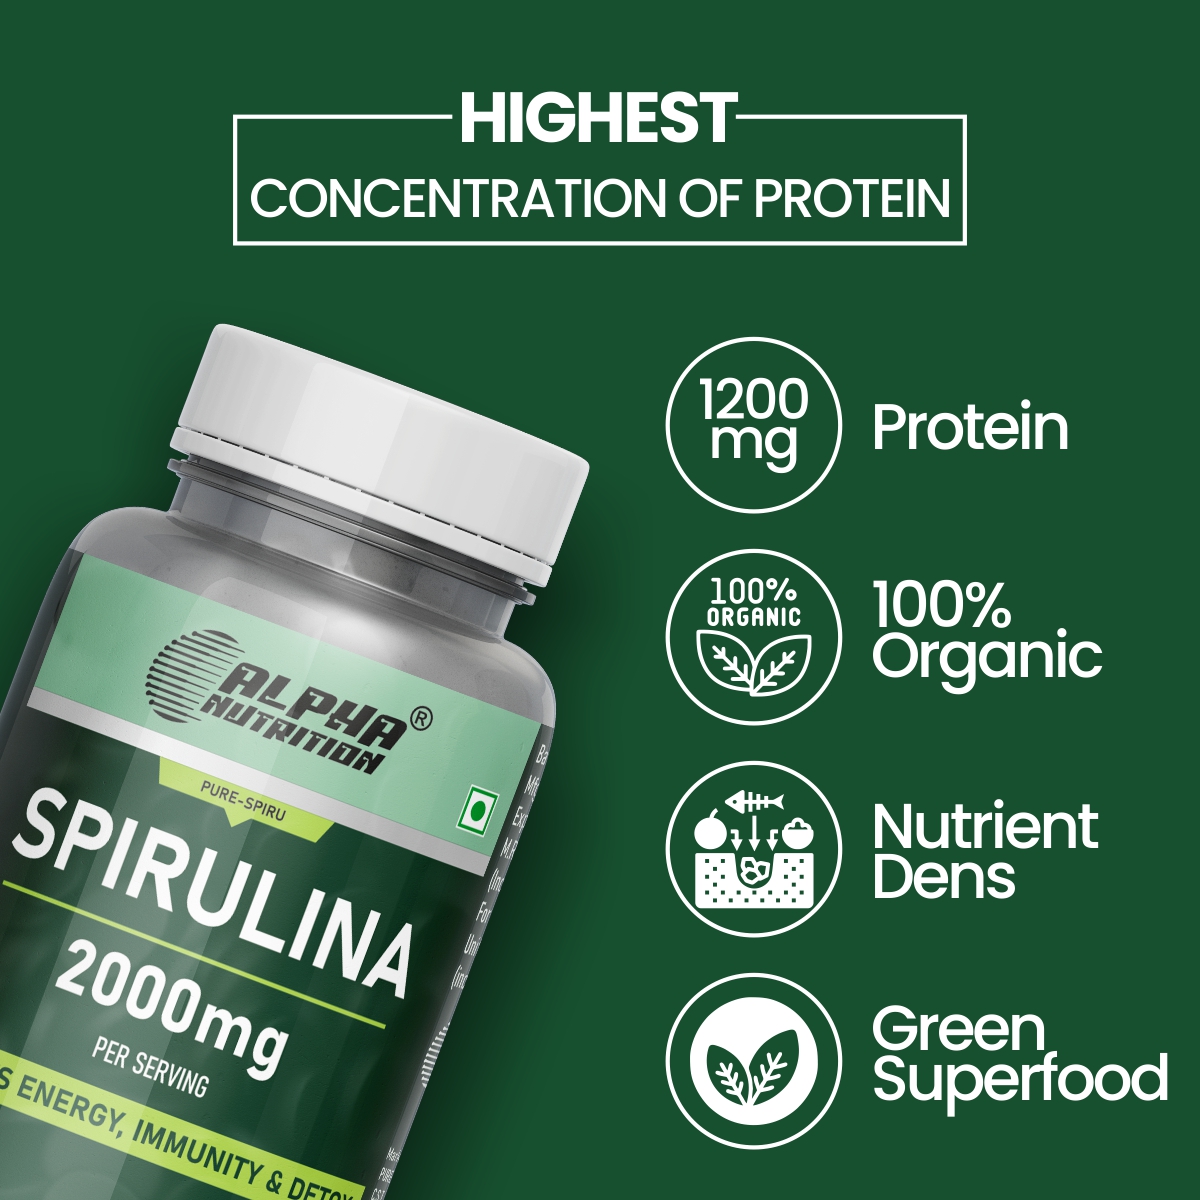 HIGHEST
CONCENTRATION OF PROTEIN
1200
mg
Protein
100%
ORGANIC
100%
Organic
Nutrient
Dens
Green
Superfood
ALPHA
NUTRITION®
PURE-SPIRU
SPIRULINA
2000mg
PER SERVING
ENERGY, IMMUNITY & DETOX